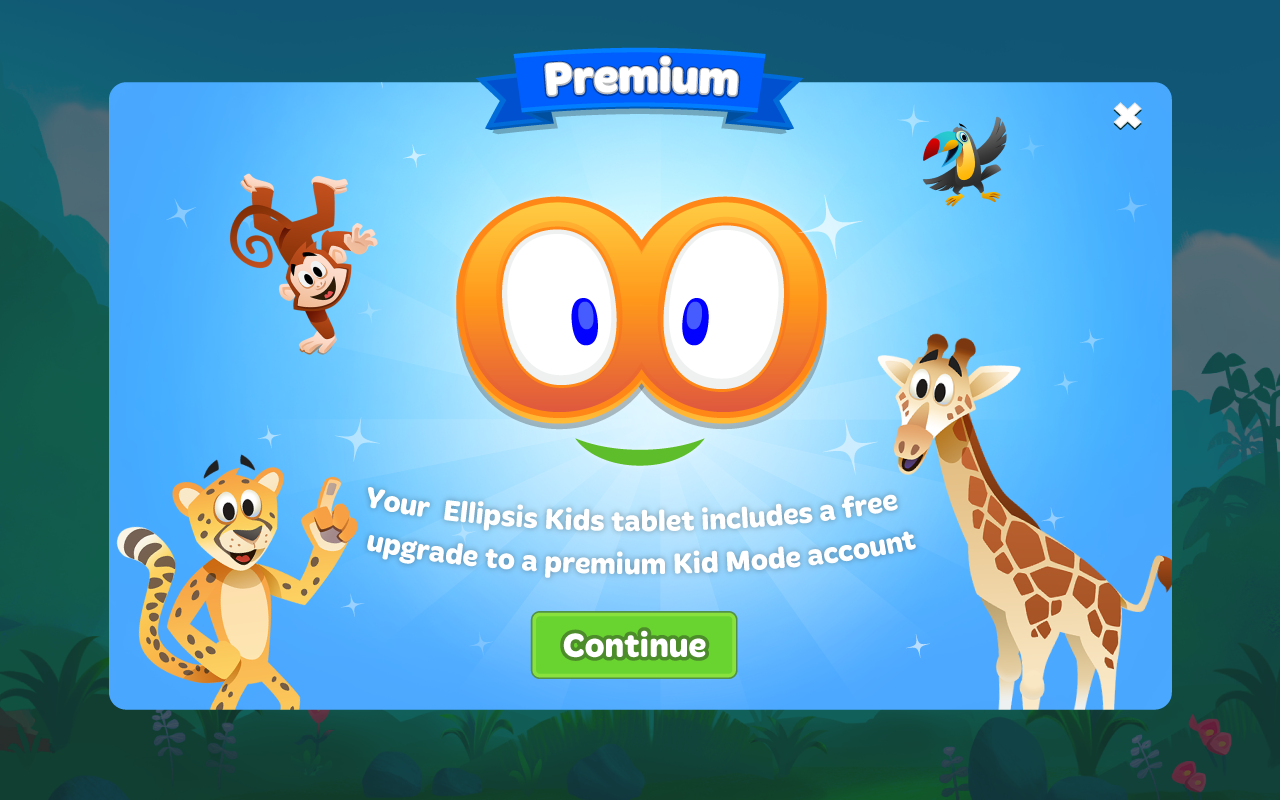 Premium
Your Ellipsis Kids tablet includes a free
upgrade to a premium Kid Mode account
Continue